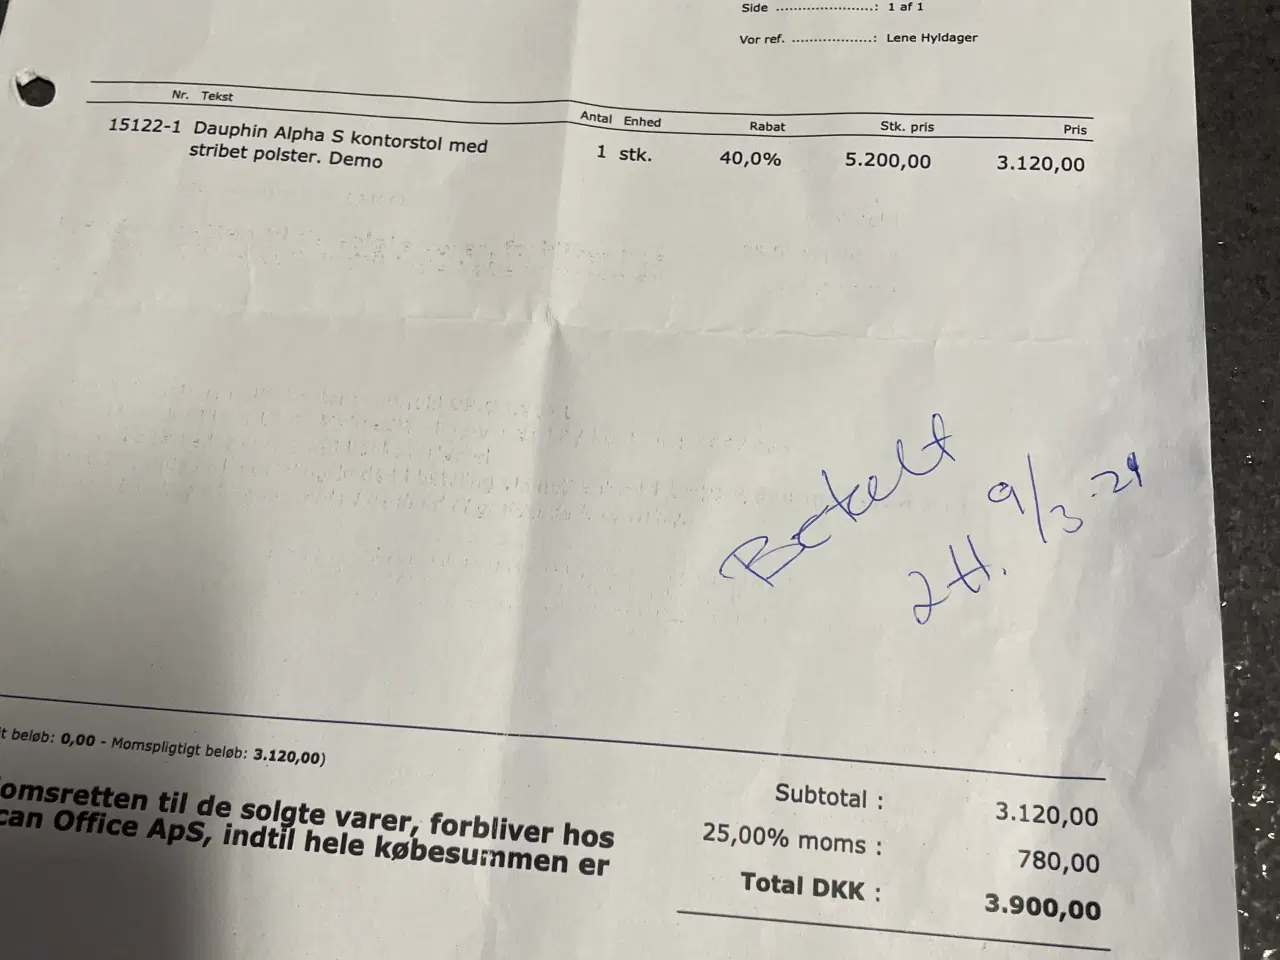 Side ......................: 1 af 1
Vor ref. ..................: Lene Hyldager
Nr. Tekst Antal Enhed Rabat Stk. pris Pris
15122-1 Dauphin Alpha S kontorstol med 1 stk. 40,0% 5.200,00 3.120,00
stribet polster. Demo
Betalt
9/3-21
LH.
t beløb: 0,00 - Momspligtigt beløb: 3.120,00)
Subtotal : 3.120,00
25,00% moms : 780,00
Total DKK : 3.900,00
omsretten til de solgte varer, forbliver hos
can Office ApS, indtil hele købesummen er